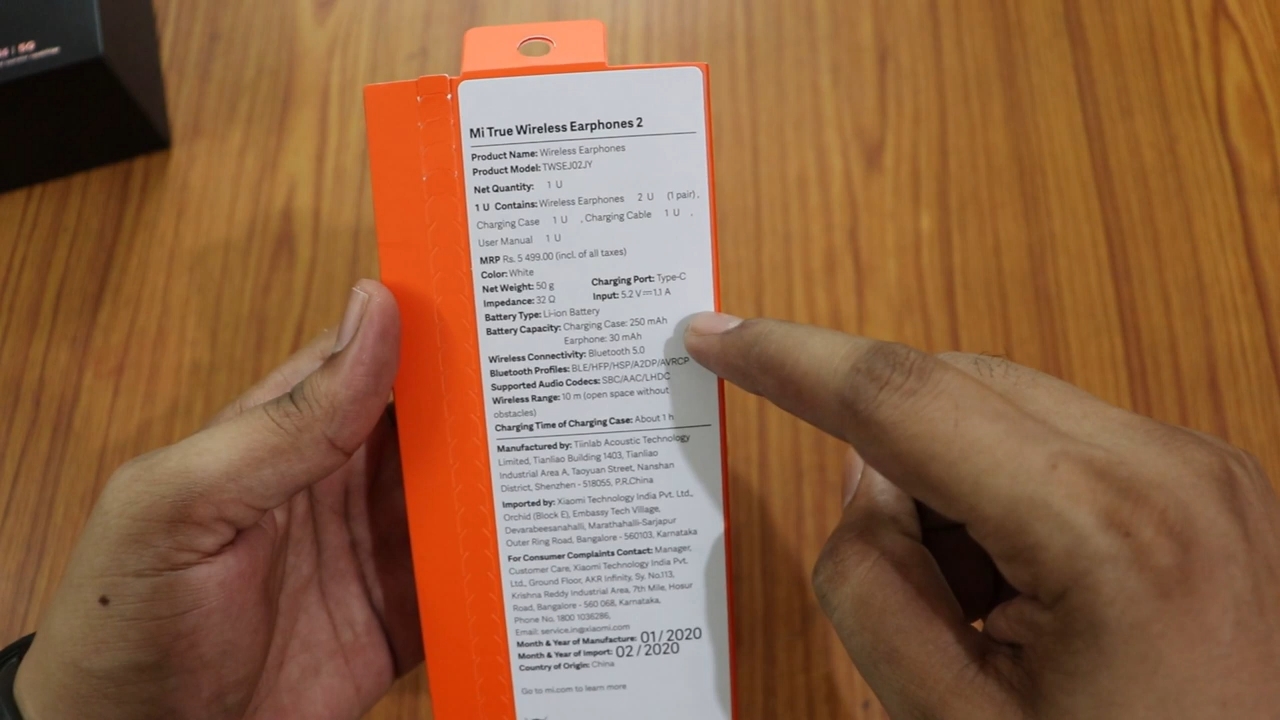 5G
Mi True Wireless Earphones 2
Product Name: Wireless Earphones
Product Model: TWSEJ02JY
Net Quantity: 1 U
1 U Contains: Wireless Earphones 2 U (1 pair) ,
Charging Case 1 U , Charging Cable 1 U ,
User Manual 1 U
MRP Rs. 5 499.00 (incl. of all taxes)
Color: White
Net Weight: 50 g Charging Port: Type-C
Impedance: 32 Ω Input: 5.2 V⎓1.1 A
Battery Type: Li-ion Battery
Battery Capacity: Charging Case: 250 mAh
Earphone: 30 mAh
Wireless Connectivity: Bluetooth 5.0
Bluetooth Profiles: BLE/HFP/HSP/A2DP/AVRCP
Supported Audio Codecs: SBC/AAC/LHDC
Wireless Range: 10 m (open space without
obstacles)
Charging Time of Charging Case: About 1 h
Manufactured by: Tiinlab Acoustic Technology
Limited, Tianliao Building 1403, Tianliao
Industrial Area A, Taoyuan Street, Nanshan
District, Shenzhen - 518055, P.R.China
Imported by: Xiaomi Technology India Pvt. Ltd.,
Orchid (Block E), Embassy Tech Village,
Devarabeesanahalli, Marathahalli-Sarjapur
Outer Ring Road, Bangalore - 560103, Karnataka
For Consumer Complaints Contact: Manager,
Customer Care, Xiaomi Technology India Pvt.
Ltd., Ground Floor, AKR Infinity, Sy. No.113,
Krishna Reddy Industrial Area, 7th Mile, Hosur
Road, Bangalore - 560 068, Karnataka,
Phone No. 1800 1036286,
Email: service.in@xiaomi.com
Month & Year of Manufacture: 01/2020
Month & Year of Import: 02/2020
Country of Origin: China
Go to mi.com to learn more